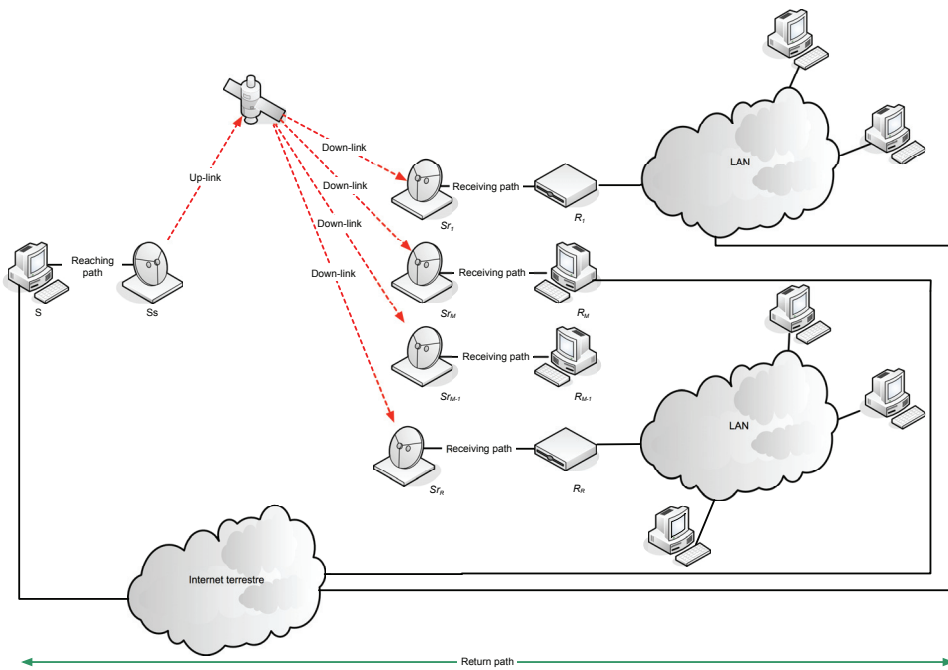 LAN
Down-link
Up-link
Receiving path
Sr1
R1
Down-link
Down-link
Reaching
path
S
Ss
Down-link
Receiving path
SrM
RM
Receiving path
SrM-1
RM-1
LAN
Receiving path
SrR
RR
Internet terrestre
Return path